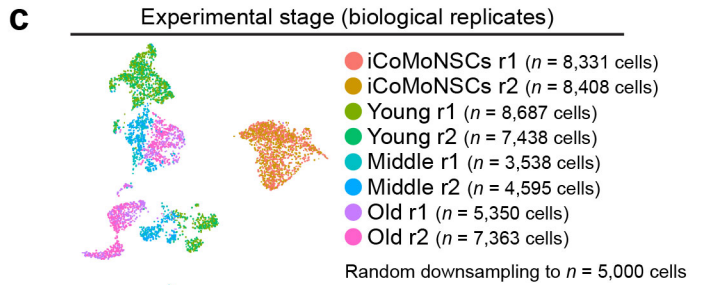 c
Experimental stage (biological replicates)
iCoMoNSCs r1 (n = 8,331 cells)
iCoMoNSCs r2 (n = 8,408 cells)
Young r1 (n = 8,687 cells)
Young r2 (n = 7,438 cells)
Middle r1 (n = 3,538 cells)
Middle r2 (n = 4,595 cells)
Old r1 (n = 5,350 cells)
Old r2 (n = 7,363 cells)
Random downsampling to n = 5,000 cells